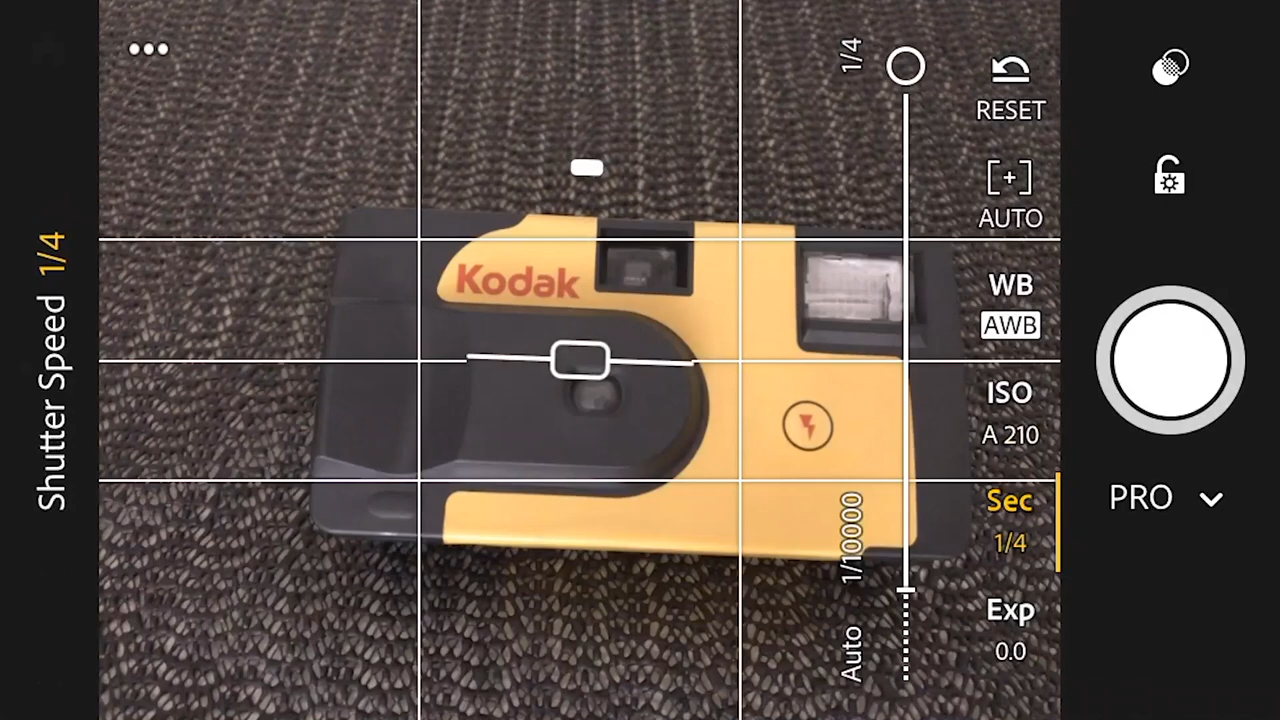 Shutter Speed 1/4
Kodak
1/4
1/10000
Auto
RESET
AUTO
WB
AWB
ISO
A 210
Sec
1/4
Exp
0.0
PRO